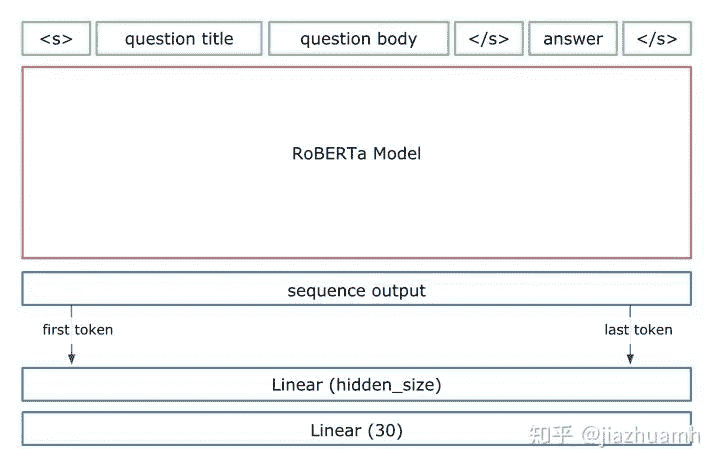 <s> question title question body </s> answer </s>
RoBERTa Model
sequence output
first token last token
Linear (hidden_size)
Linear (30)
知乎 @jiazhuamh